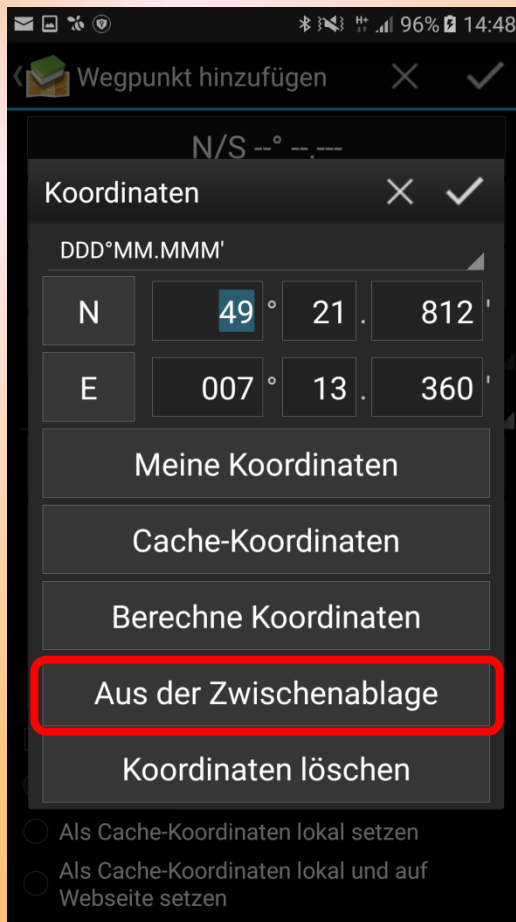 96% 14:48
Wegpunkt hinzufügen
N/S --° --.---
Koordinaten
DDD°MM.MMM'
N 49 ° 21 . 812 '
E 007 ° 13 . 360 '
Meine Koordinaten
Cache-Koordinaten
Berechne Koordinaten
Aus der Zwischenablage
Koordinaten löschen
Als Cache-Koordinaten lokal setzen
Als Cache-Koordinaten lokal und auf
Webseite setzen